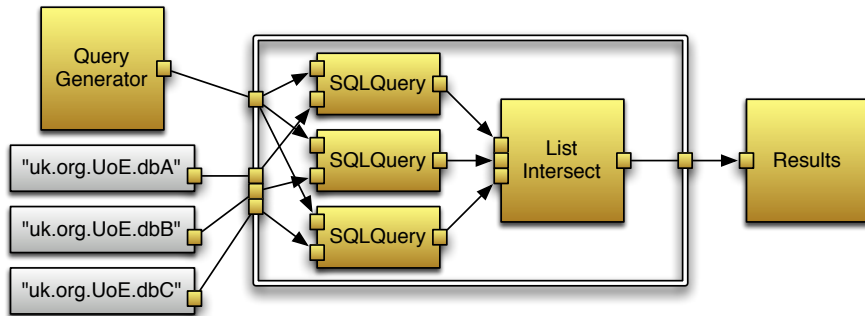 Query
Generator
"uk.org.UoE.dbA"
"uk.org.UoE.dbB"
"uk.org.UoE.dbC"
SQLQuery
SQLQuery
SQLQuery
List
Intersect
Results